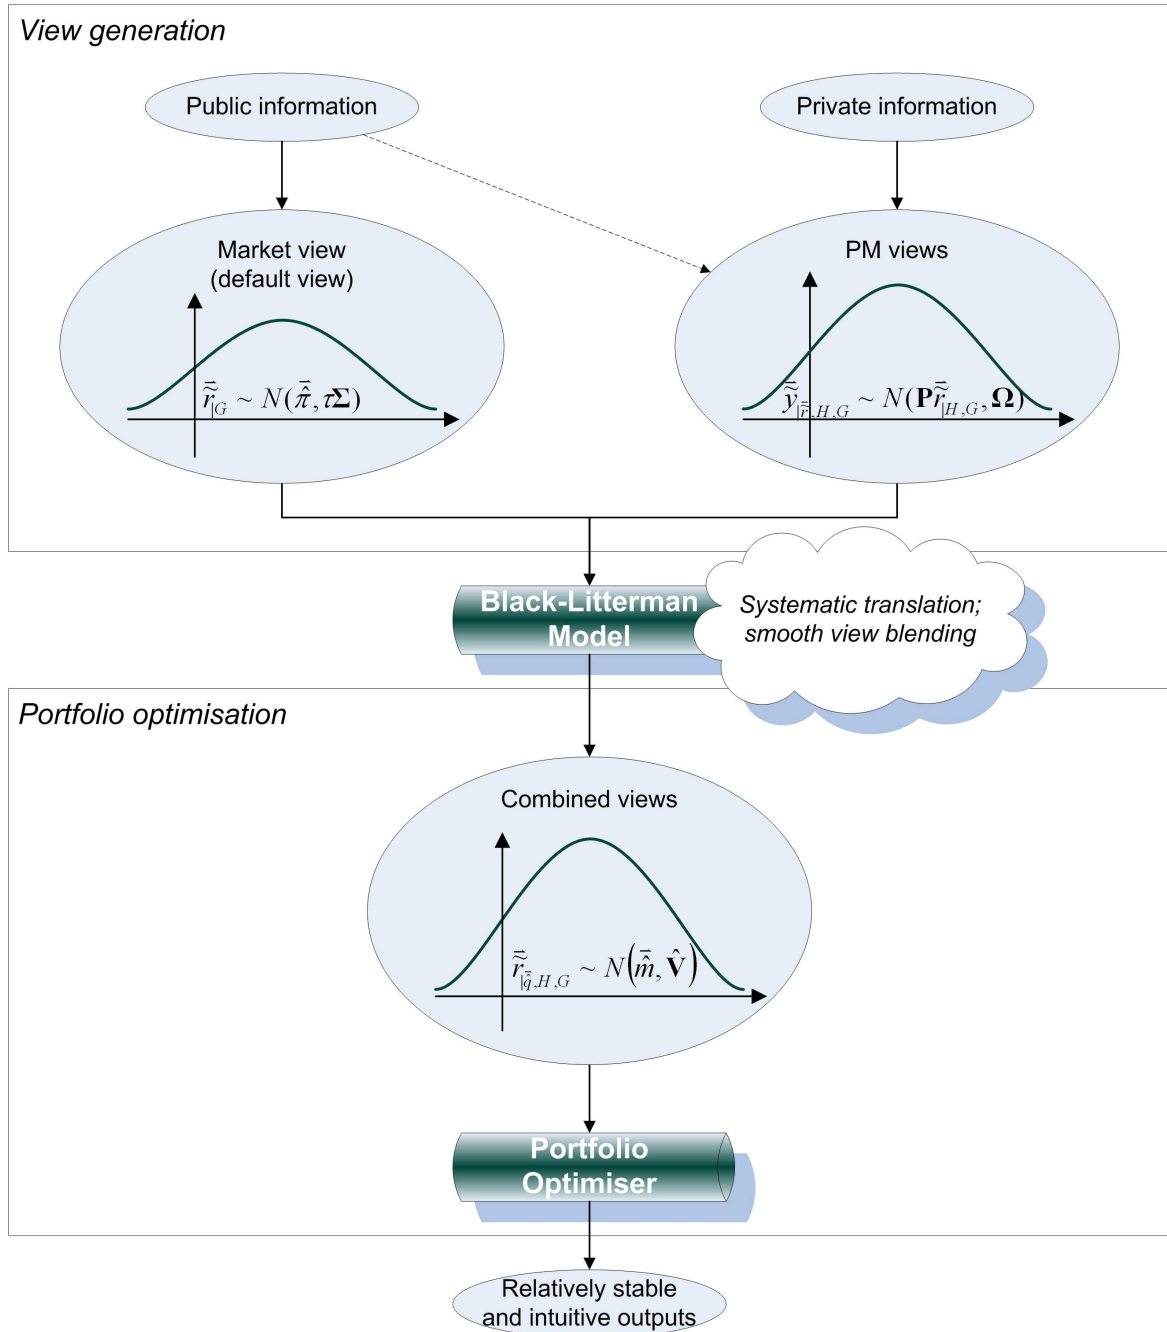 View generation
Public information
Private information
Market view
(default view)
PM views
r̃⃗|G ~ N(π̂⃗, τΣ)
ỹ⃗|r̃⃗,H,G ~ N(Pr̃⃗|H,G, Ω)
Black-Litterman
Model
Systematic translation;
smooth view blending
Portfolio optimisation
Combined views
r̃⃗|q̂⃗,H,G ~ N(m̂⃗, V̂)
Portfolio
Optimiser
Relatively stable
and intuitive outputs